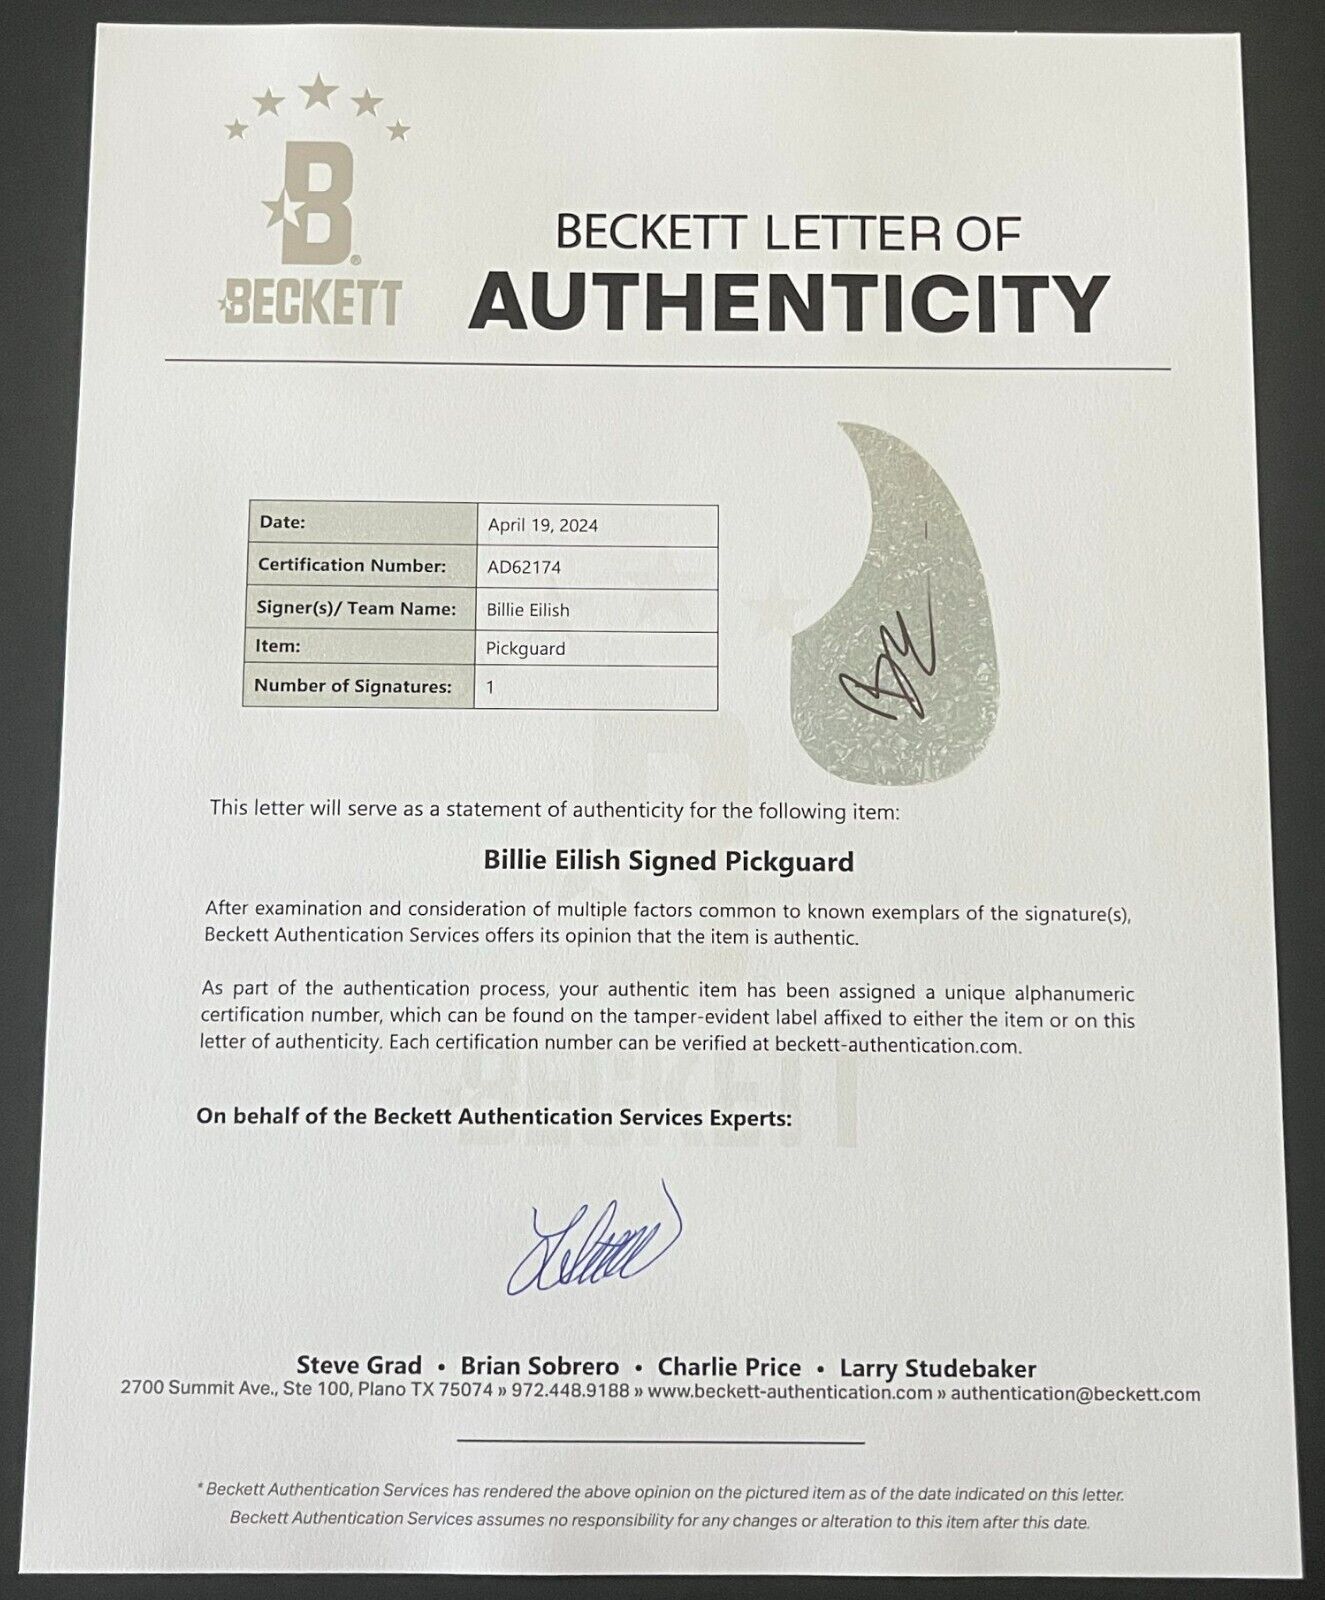 B®
BECKETT
BECKETT LETTER OF
AUTHENTICITY
Date: April 19, 2024
Certification Number: AD62174
Signer(s)/ Team Name: Billie Eilish
Item: Pickguard
Number of Signatures: 1
This letter will serve as a statement of authenticity for the following item:
Billie Eilish Signed Pickguard
After examination and consideration of multiple factors common to known exemplars of the signature(s),
Beckett Authentication Services offers its opinion that the item is authentic.
As part of the authentication process, your authentic item has been assigned a unique alphanumeric
certification number, which can be found on the tamper-evident label affixed to either the item or on this
letter of authenticity. Each certification number can be verified at beckett-authentication.com.
On behalf of the Beckett Authentication Services Experts:
Steve Grad • Brian Sobrero • Charlie Price • Larry Studebaker
2700 Summit Ave., Ste 100, Plano TX 75074 » 972.448.9188 » www.beckett-authentication.com » authentication@beckett.com
* Beckett Authentication Services has rendered the above opinion on the pictured item as of the date indicated on this letter.
Beckett Authentication Services assumes no responsibility for any changes or alteration to this item after this date.